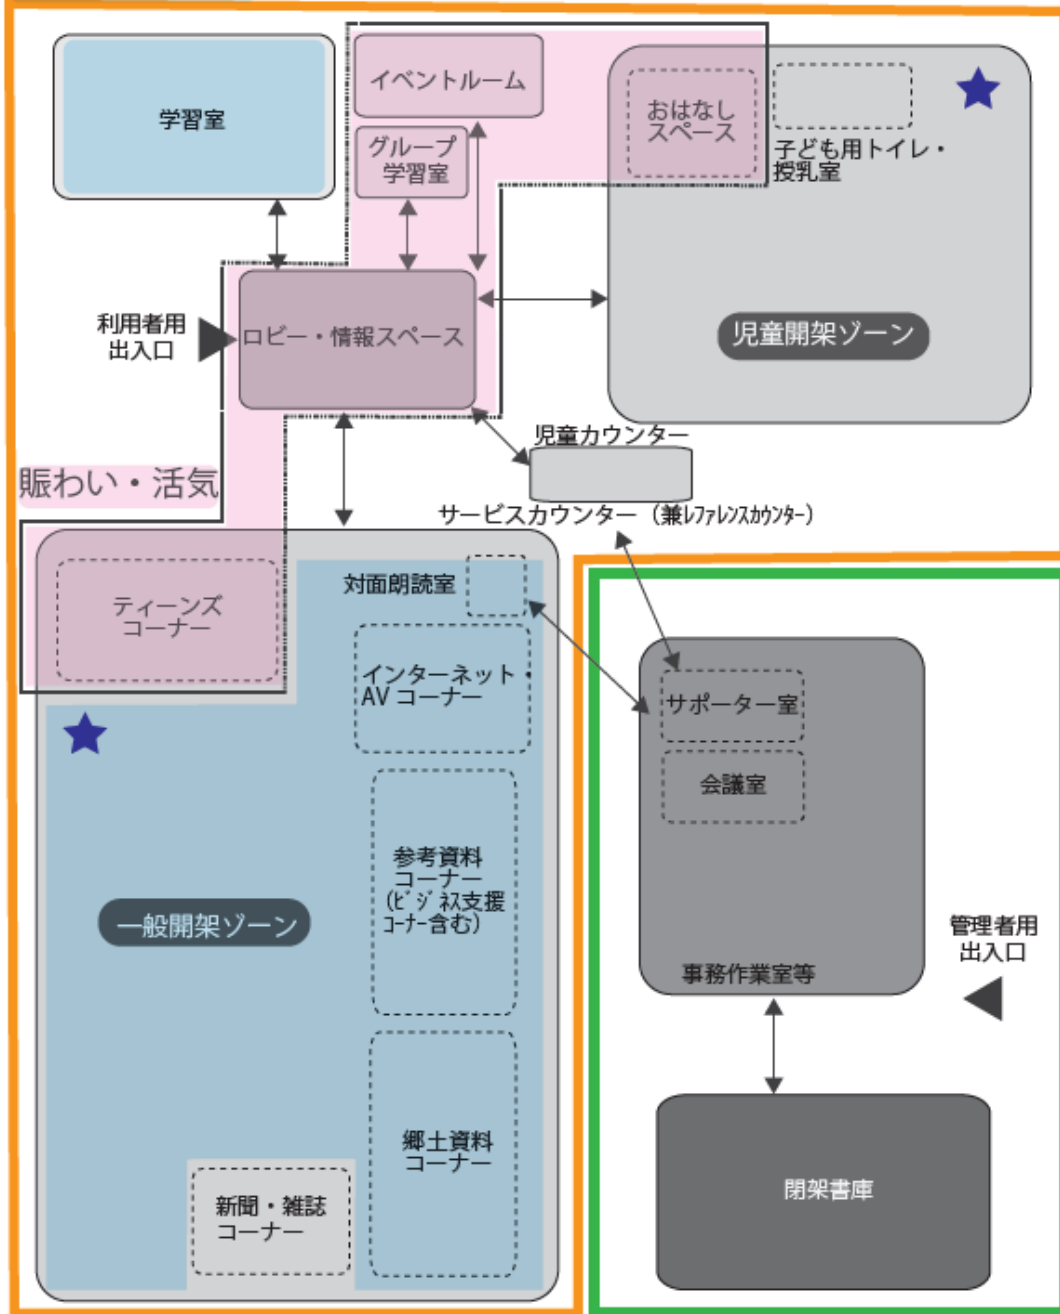 イベントルーム
学習室
おはなし
スペース
子ども用トイレ・
授乳室
グループ
学習室
利用者用
出入口
ロビー・情報スペース
児童開架ゾーン
児童カウンター
賑わい・活気
サービスカウンター（兼ﾚﾌｧﾚﾝｽｶｳﾝﾀｰ）
対面朗読室
ティーンズ
コーナー
インターネット・
AV コーナー
サポーター室
会議室
参考資料
コーナー
(ﾋﾞｼﾞﾈｽ支援
ｺｰﾅｰ含む)
一般開架ゾーン
管理者用
出入口
事務作業室等
郷土資料
コーナー
新聞・雑誌
コーナー
閉架書庫